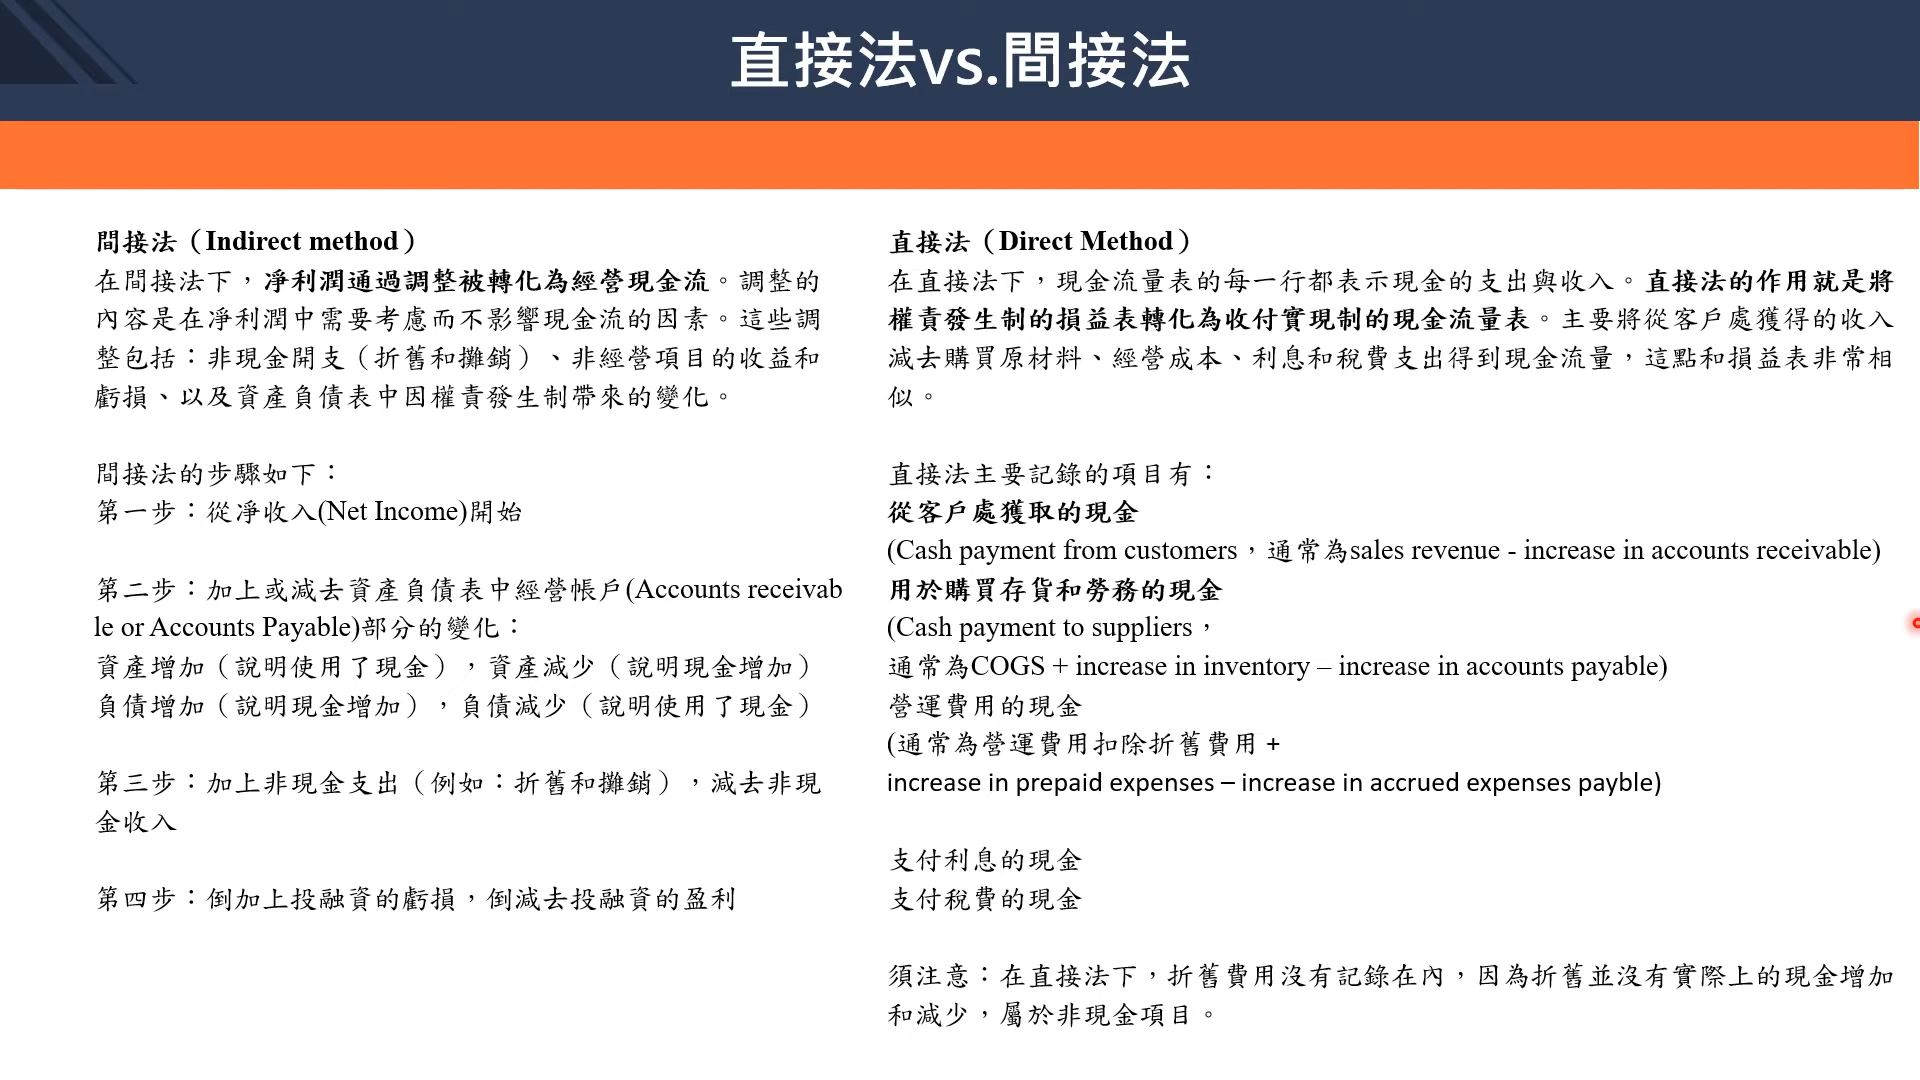 直接法vs.間接法
間接法（Indirect method）
在間接法下，凈利潤通過調整被轉化為經營現金流。調整的
內容是在凈利潤中需要考慮而不影響現金流的因素。這些調
整包括：非現金開支（折舊和攤銷）、非經營項目的收益和
虧損、以及資產負債表中因權責發生制帶來的變化。
間接法的步驟如下：
第一步：從凈收入(Net Income)開始
第二步：加上或減去資產負債表中經營帳戶(Accounts receivab
le or Accounts Payable)部分的變化：
資產增加（說明使用了現金），資產減少（說明現金增加）
負債增加（說明現金增加），負債減少（說明使用了現金）
第三步：加上非現金支出（例如：折舊和攤銷），減去非現
金收入
第四步：倒加上投融資的虧損，倒減去投融資的盈利
直接法（Direct Method）
在直接法下，現金流量表的每一行都表示現金的支出與收入。直接法的作用就是將
權責發生制的損益表轉化為收付實現制的現金流量表。主要將從客戶處獲得的收入
減去購買原材料、經營成本、利息和稅費支出得到現金流量，這點和損益表非常相
似。
直接法主要記錄的項目有：
從客戶處獲取的現金
(Cash payment from customers，通常為sales revenue - increase in accounts receivable)
用於購買存貨和勞務的現金
(Cash payment to suppliers，
通常為COGS + increase in inventory – increase in accounts payable)
營運費用的現金
(通常為營運費用扣除折舊費用 +
increase in prepaid expenses – increase in accrued expenses payble)
支付利息的現金
支付稅費的現金
須注意：在直接法下，折舊費用沒有記錄在內，因為折舊並沒有實際上的現金增加
和減少，屬於非現金項目。